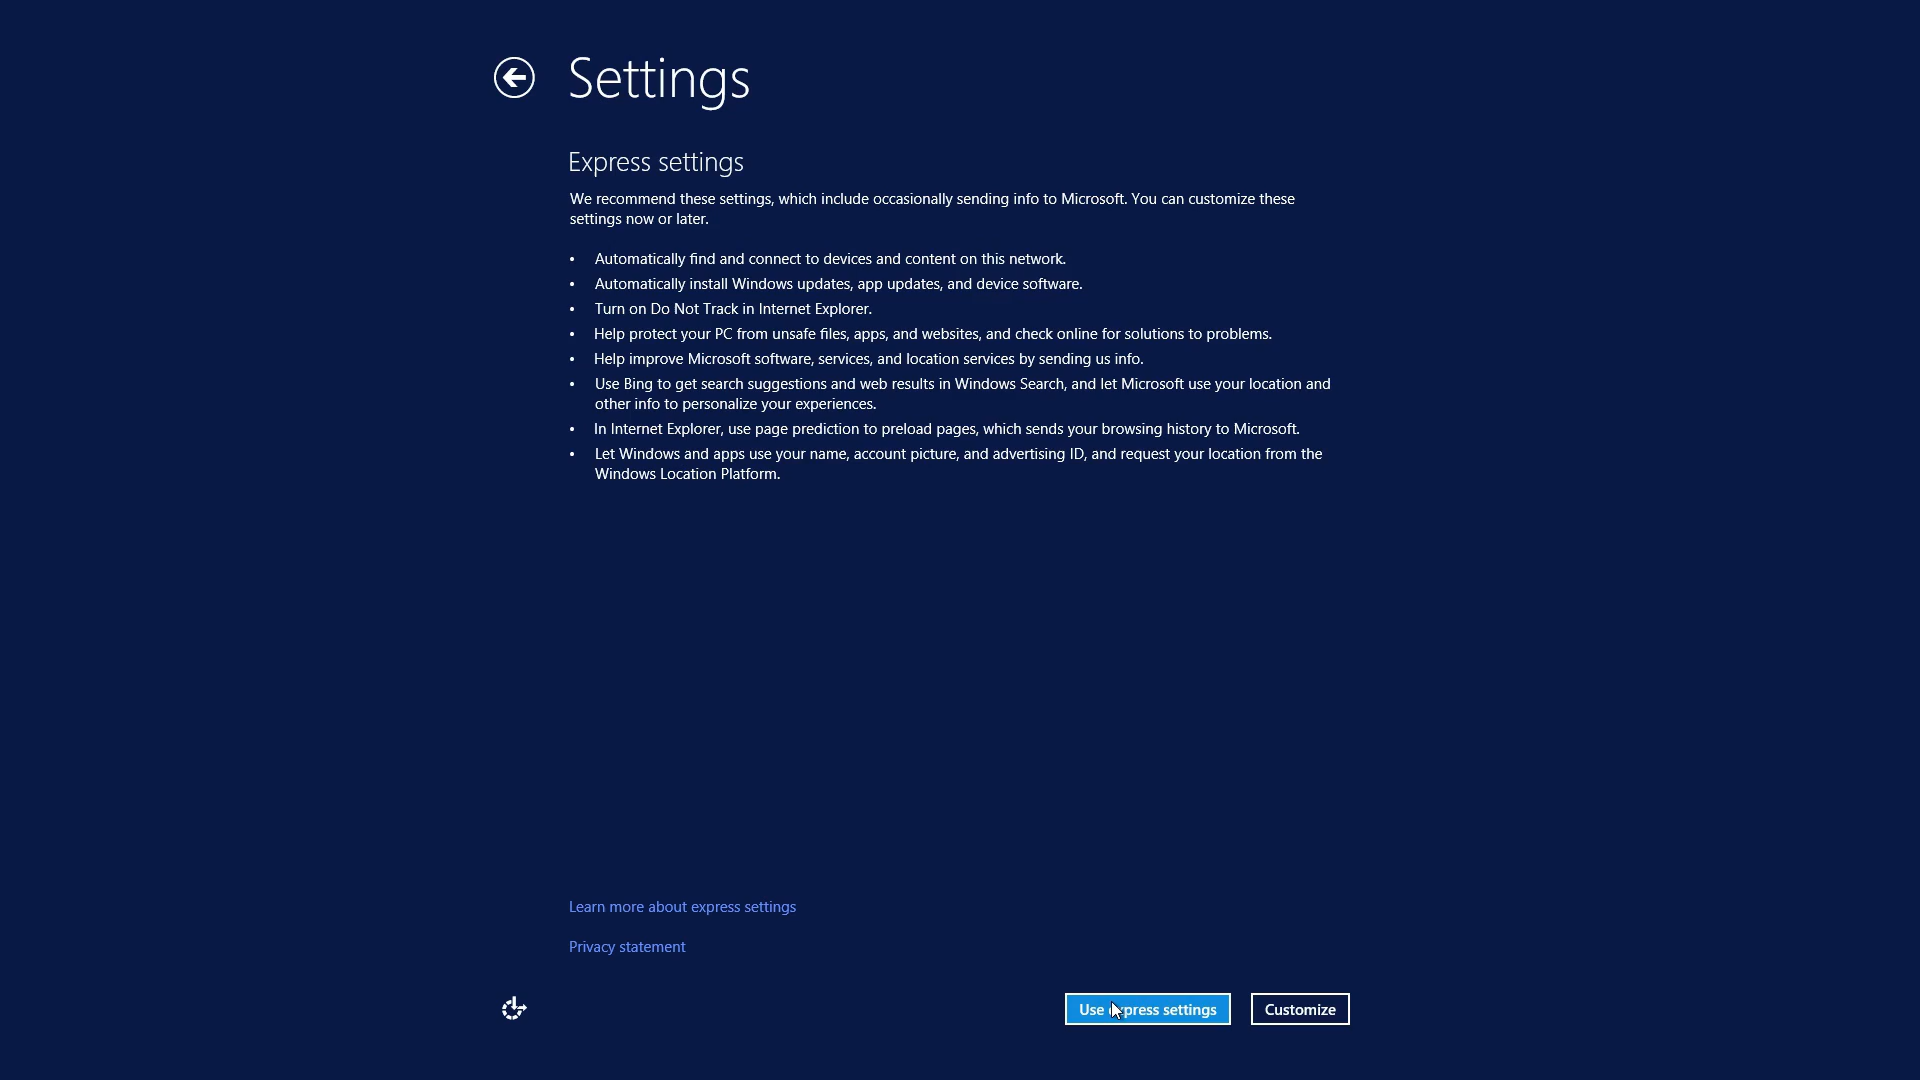 Settings
Express settings
We recommend these settings, which include occasionally sending info to Microsoft. You can customize these
settings now or later.
• Automatically find and connect to devices and content on this network.
• Automatically install Windows updates, app updates, and device software.
• Turn on Do Not Track in Internet Explorer.
• Help protect your PC from unsafe files, apps, and websites, and check online for solutions to problems.
• Help improve Microsoft software, services, and location services by sending us info.
• Use Bing to get search suggestions and web results in Windows Search, and let Microsoft use your location and
other info to personalize your experiences.
• In Internet Explorer, use page prediction to preload pages, which sends your browsing history to Microsoft.
• Let Windows and apps use your name, account picture, and advertising ID, and request your location from the
Windows Location Platform.
Learn more about express settings
Privacy statement
Use express settings
Customize